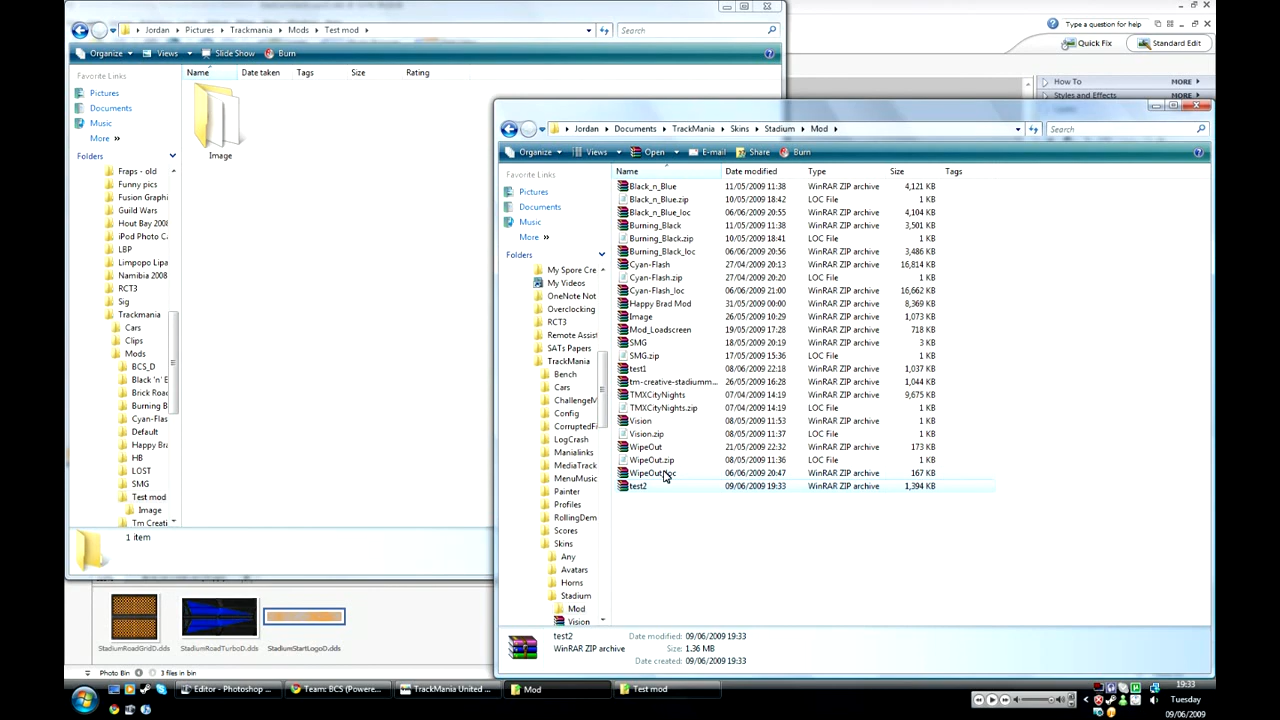 Jordan Pictures Trackmania Mods Test mod
Search
Organize Views Slide Show Burn
Favorite Links
Pictures
Documents
Music
More »
Folders
Fraps - old
Funny pics
Fusion Graphi
Guild Wars
Hout Bay 2008
iPod Photo C
LBP
Limpopo Lipa
Namibia 2008
RCT3
Sig
Trackmania
Cars
Clips
Mods
BCS_D
Black 'n' E
Brick Road
Burning B
Cyan-Flas
Default
Happy Bra
HB
LOST
SMG
Test mod
Image
Tm Creati
Name Date taken Tags Size Rating
Image
1 item
Type a question for help.
Quick Fix Standard Edit
How To MORE
Styles and Effects MORE
Jordan Documents TrackMania Skins Stadium Mod
Search
Organize Views Open E-mail Share Burn
Favorite Links
Pictures
Documents
Music
More »
Folders
My Spore Cre
My Videos
OneNote Not
Overclocking
RCT3
Remote Assist
SATs Papers
TrackMania
Bench
Cars
ChallengeM
Config
CorruptedFi
LogCrash
Manialinks
MediaTrack
MenuMusic
Painter
Profiles
RollingDem
Scores
Skins
Any
Avatars
Horns
Stadium
Mod
Vision
Name Date modified Type Size Tags
Black_n_Blue 11/05/2009 11:38 WinRAR ZIP archive 4,121 KB
Black_n_Blue.zip 10/05/2009 18:42 LOC File 1 KB
Black_n_Blue_loc 06/06/2009 20:55 WinRAR ZIP archive 4,104 KB
Burning_Black 11/05/2009 11:38 WinRAR ZIP archive 3,501 KB
Burning_Black.zip 10/05/2009 18:41 LOC File 1 KB
Burning_Black_loc 06/06/2009 20:56 WinRAR ZIP archive 3,486 KB
Cyan-Flash 27/04/2009 20:13 WinRAR ZIP archive 16,814 KB
Cyan-Flash.zip 27/04/2009 20:20 LOC File 1 KB
Cyan-Flash_loc 06/06/2009 21:00 WinRAR ZIP archive 16,662 KB
Happy Brad Mod 31/05/2009 00:00 WinRAR ZIP archive 8,369 KB
Image 26/05/2009 10:29 WinRAR ZIP archive 1,073 KB
Mod_Loadscreen 19/05/2009 17:28 WinRAR ZIP archive 718 KB
SMG 18/05/2009 20:19 WinRAR ZIP archive 3 KB
SMG.zip 17/05/2009 15:36 LOC File 1 KB
test1 08/06/2009 22:18 WinRAR ZIP archive 1,037 KB
tm-creative-stadiumm... 26/05/2009 16:28 WinRAR ZIP archive 1,044 KB
TMXCityNights 07/04/2009 14:19 WinRAR ZIP archive 9,675 KB
TMXCityNights.zip 07/04/2009 14:19 LOC File 1 KB
Vision 08/05/2009 11:53 WinRAR ZIP archive 1 KB
Vision.zip 08/05/2009 11:37 LOC File 1 KB
WipeOut 21/05/2009 22:32 WinRAR ZIP archive 173 KB
WipeOut.zip 08/05/2009 11:36 LOC File 1 KB
WipeOut_loc 06/06/2009 20:47 WinRAR ZIP archive 167 KB
test2 09/06/2009 19:33 WinRAR ZIP archive 1,394 KB
test2 Date modified: 09/06/2009 19:33
WinRAR ZIP archive Size: 1.36 MB
Date created: 09/06/2009 19:33
StadiumRoadGridD.dds StadiumRoadTurboD.dds StadiumStartLogoD.dds
Photo Bin 3 files in bin
Editor - Photoshop ... Team: BCS (Powere... TrackMania United ... Mod Test mod
19:33
Tuesday
09/06/2009